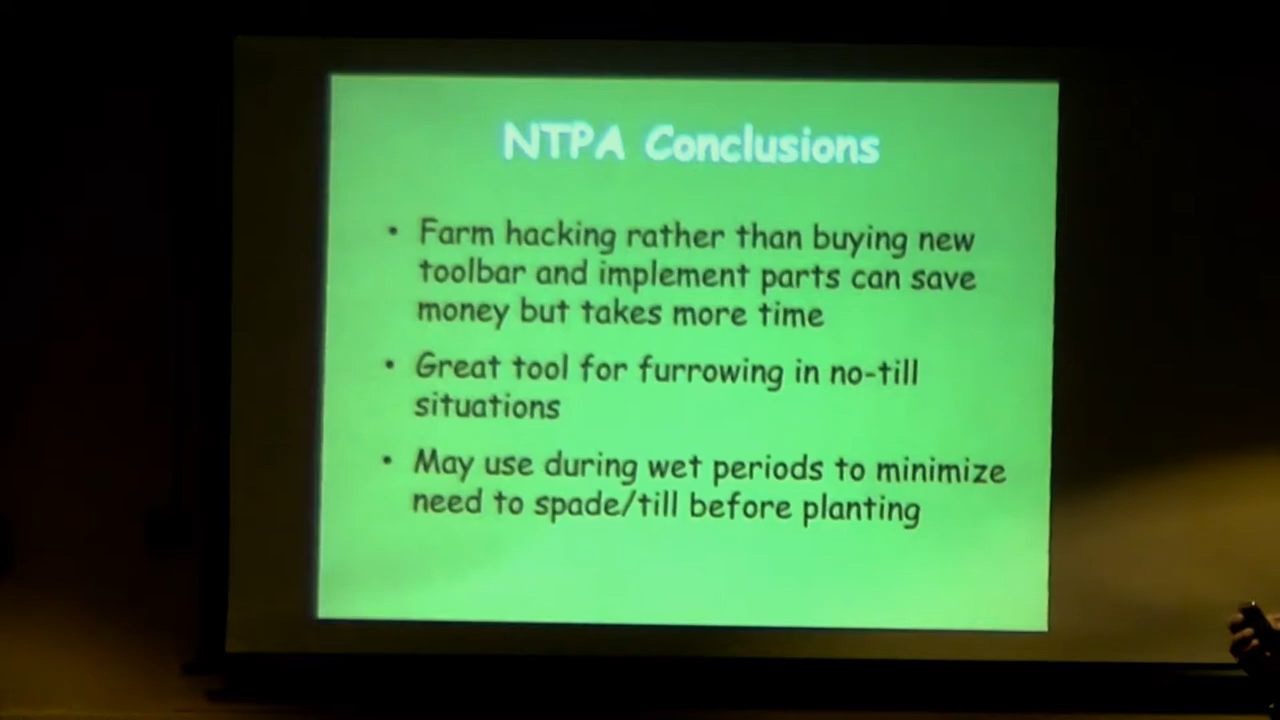 NTPA Conclusions
• Farm hacking rather than buying new
toolbar and implement parts can save
money but takes more time
• Great tool for furrowing in no-till
situations
• May use during wet periods to minimize
need to spade/till before planting